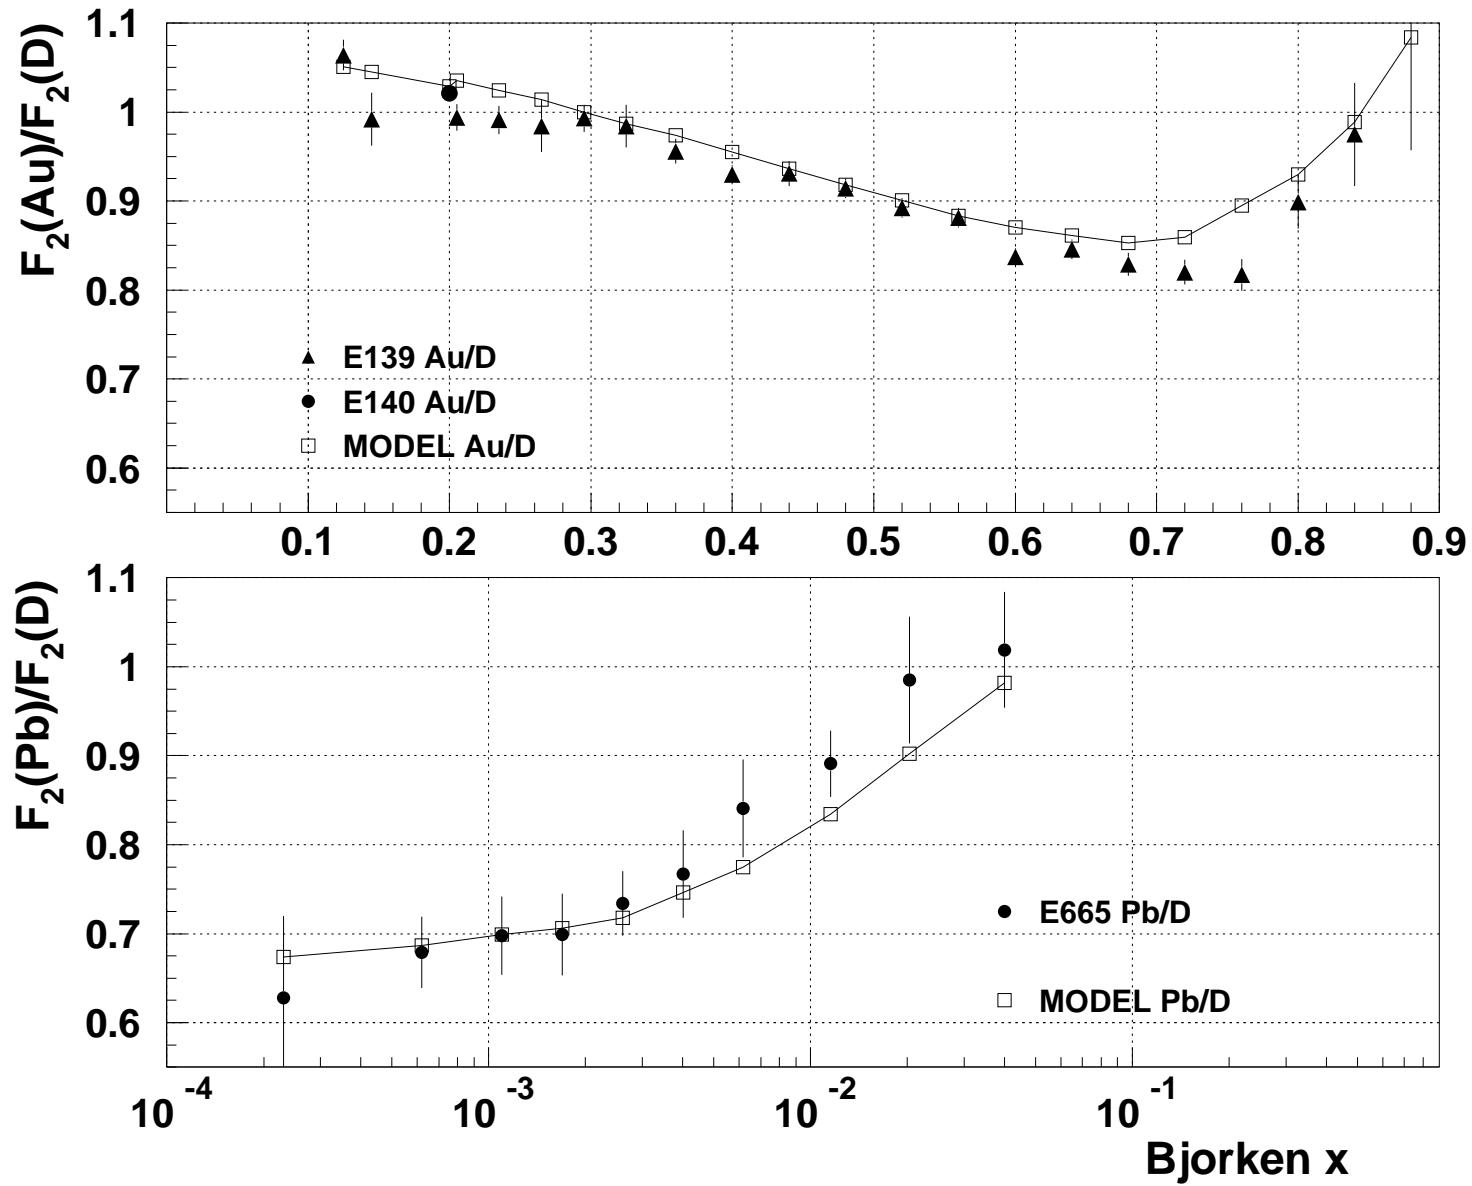 F2(Au)/F2(D)
1.1
1
0.9
0.8
0.7
0.6
E139 Au/D
E140 Au/D
MODEL Au/D
0.1 0.2 0.3 0.4 0.5 0.6 0.7 0.8 0.9
F2(Pb)/F2(D)
1.1
1
0.9
0.8
0.7
0.6
E665 Pb/D
MODEL Pb/D
10^-4 10^-3 10^-2 10^-1
Bjorken x